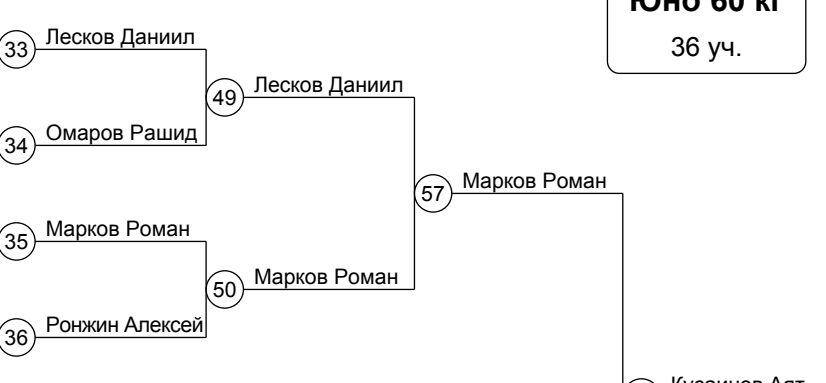 Юно 60 кг
36 уч.
33 Лесков Даниил
49 Лесков Даниил
34 Омаров Рашид
57 Марков Роман
35 Марков Роман
50 Марков Роман
36 Ронжин Алексей